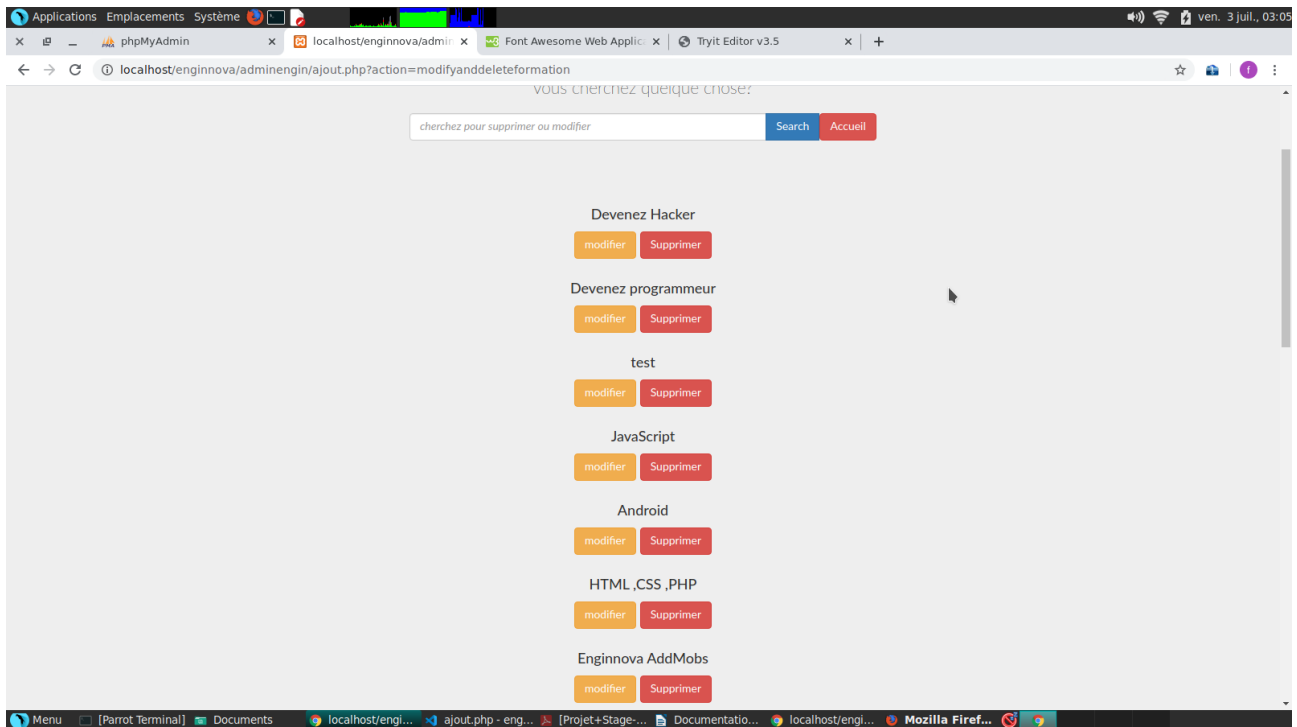 Applications Emplacements Système ven. 3 juil., 03:05
phpMyAdmin localhost/enginnova/admin Font Awesome Web Applic Tryit Editor v3.5
localhost/enginnova/adminengin/ajout.php?action=modifyanddeleteformation
vous cherchez quelque chose?
cherchez pour supprimer ou modifier Search Accueil
Devenez Hacker
modifier Supprimer
Devenez programmeur
modifier Supprimer
test
modifier Supprimer
JavaScript
modifier Supprimer
Android
modifier Supprimer
HTML ,CSS ,PHP
modifier Supprimer
Enginnova AddMobs
modifier Supprimer
Menu [Parrot Terminal] Documents localhost/engi... ajout.php - eng... [Projet+Stage-... Documentatio... localhost/engi... Mozilla Firef...